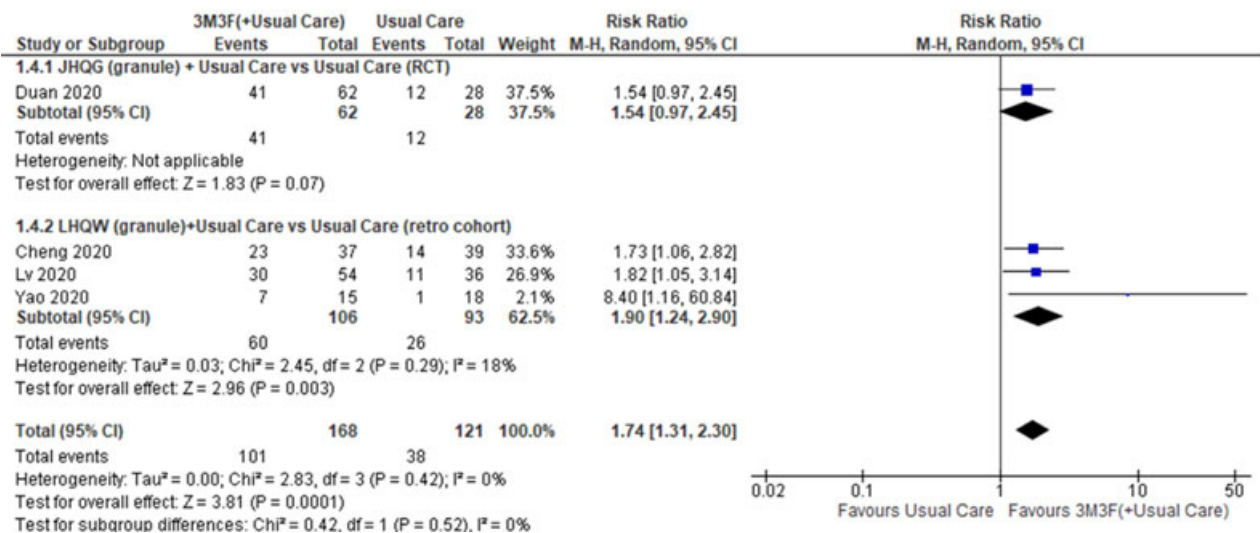 3M3F(+Usual Care) Usual Care Risk Ratio Risk Ratio
Study or Subgroup Events Total Events Total Weight M-H, Random, 95% CI M-H, Random, 95% CI
1.4.1 JHQG (granule) + Usual Care vs Usual Care (RCT)
Duan 2020 41 62 12 28 37.5% 1.54 [0.97, 2.45]
Subtotal (95% CI) 62 28 37.5% 1.54 [0.97, 2.45]
Total events 41 12
Heterogeneity: Not applicable
Test for overall effect: Z = 1.83 (P = 0.07)
1.4.2 LHQW (granule)+Usual Care vs Usual Care (retro cohort)
Cheng 2020 23 37 14 39 33.6% 1.73 [1.06, 2.82]
Lv 2020 30 54 11 36 26.9% 1.82 [1.05, 3.14]
Yao 2020 7 15 1 18 2.1% 8.40 [1.16, 60.84]
Subtotal (95% CI) 106 93 62.5% 1.90 [1.24, 2.90]
Total events 60 26
Heterogeneity: Tau² = 0.03; Chi² = 2.45, df = 2 (P = 0.29); I² = 18%
Test for overall effect: Z = 2.96 (P = 0.003)
Total (95% CI) 168 121 100.0% 1.74 [1.31, 2.30]
Total events 101 38
Heterogeneity: Tau² = 0.00; Chi² = 2.83, df = 3 (P = 0.42); I² = 0%
Test for overall effect: Z = 3.81 (P = 0.0001)
Test for subgroup differences: Chi² = 0.42, df = 1 (P = 0.52), I² = 0%
0.02 0.1 1 10 50
Favours Usual Care Favours 3M3F(+Usual Care)